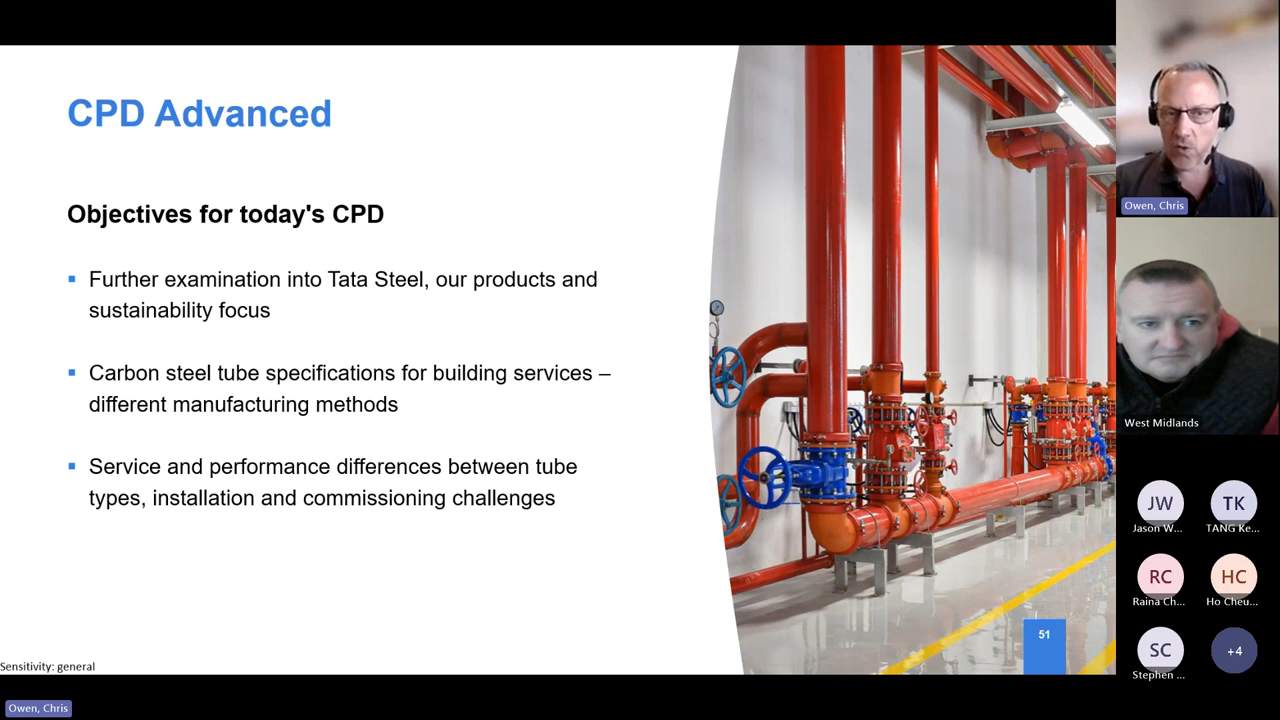 CPD Advanced
Objectives for today's CPD
Further examination into Tata Steel, our products and
sustainability focus
Carbon steel tube specifications for building services –
different manufacturing methods
Service and performance differences between tube
types, installation and commissioning challenges
51
Sensitivity: general
Owen, Chris
Owen, Chris
West Midlands
JW
TK
Jason W...
TANG Ke...
RC
HC
Raina Ch...
Ho Cheu...
SC
+4
Stephen ...